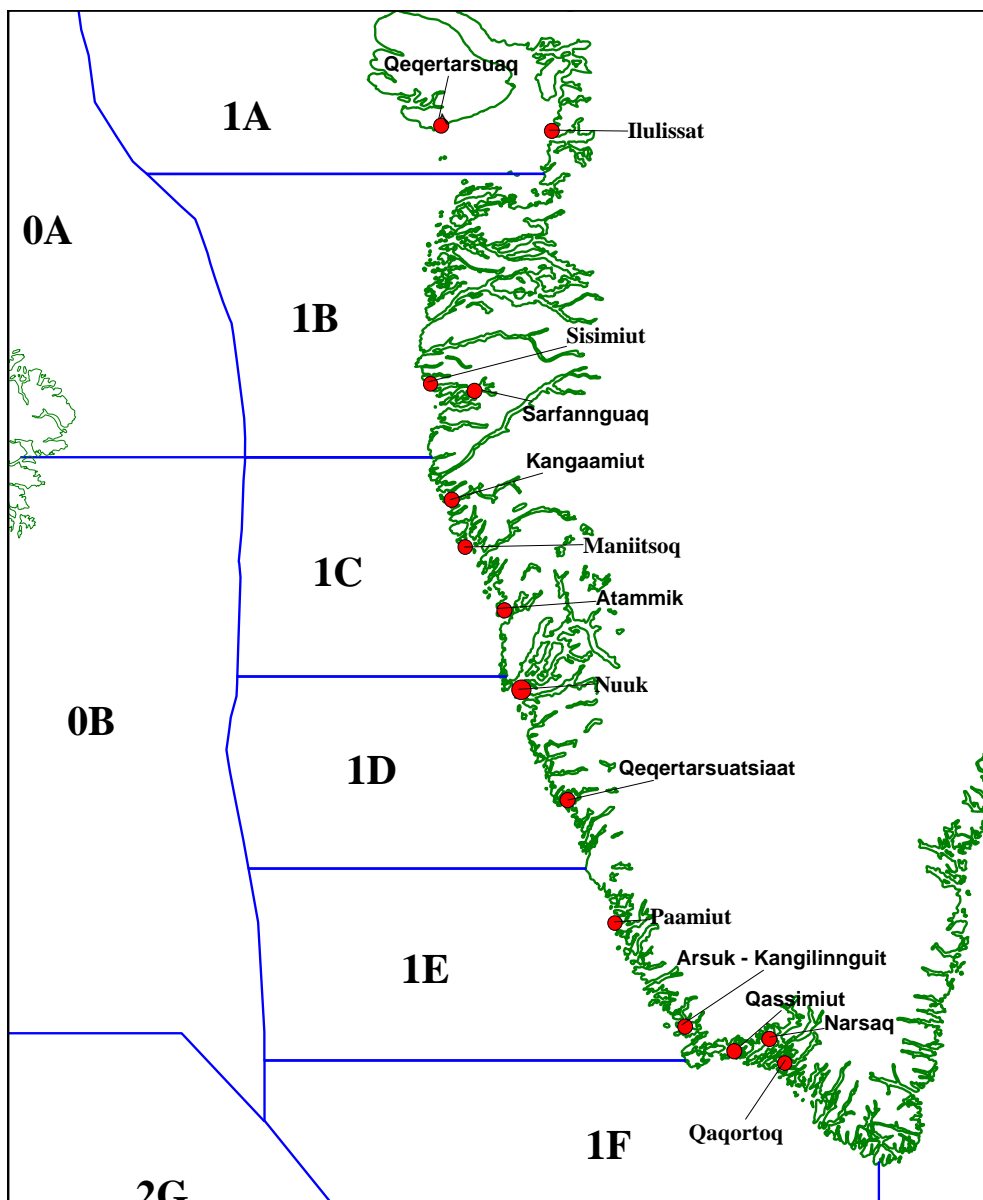 Qeqertarsuaq
1A
Ilulissat
0A
1B
Sisimiut
Sarfannguaq
Kangaamiut
Maniitsoq
1C
Atammik
Nuuk
0B
1D
Qeqertarsuatsiaat
Paamiut
Arsuk - Kangilinnguit
1E
Qassimiut
Narsaq
Qaqortoq
1F
2G